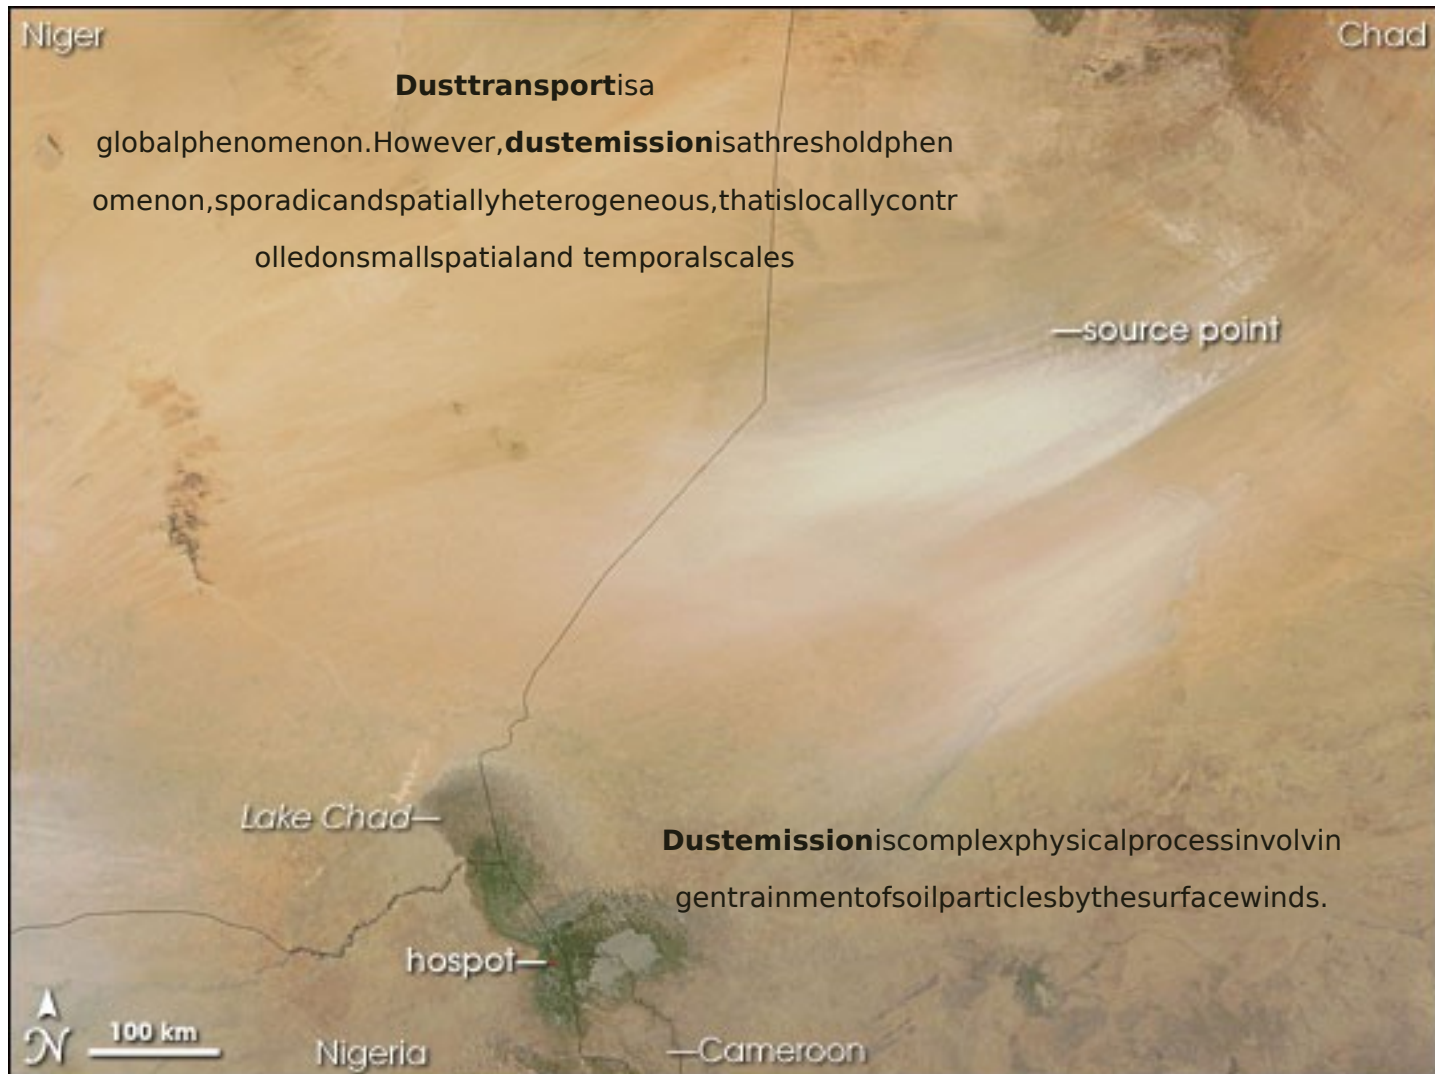 Niger
Chad
Dusttransportisa
globalphenomenon.However,dustemissionisathresholdphen
omenon,sporadicandspatiallyheterogeneous,thatislocallycontr
olledonsmallspatialand temporalscales
source point
Lake Chad
Dustemissioniscomplexphysicalprocessinvolvin
gentrainmentofsoilparticlesbythesurfacewinds.
hospot
N
100 km
Nigeria
Cameroon